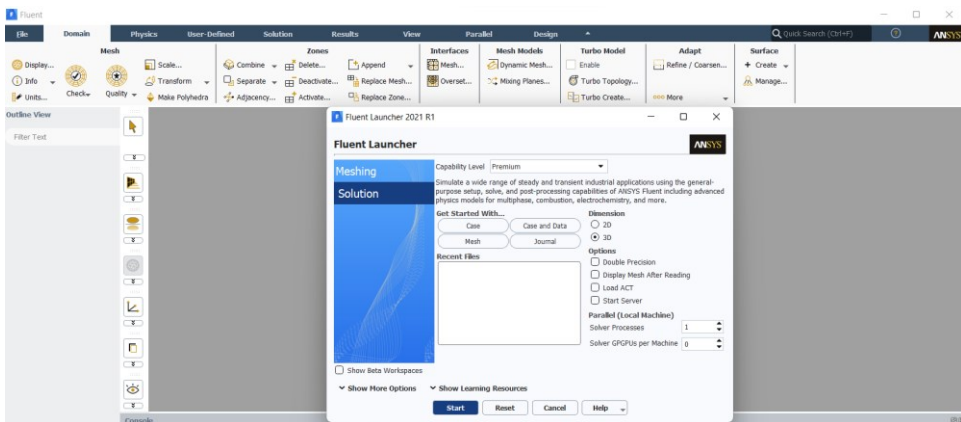 Fluent
File Domain Physics User-Defined Solution Results View Parallel Design Quick Search (Ctrl+F) ANSYS
Mesh Zones Interfaces Mesh Models Turbo Model Adapt Surface
Display... Scale... Combine Delete... Append Mesh... Dynamic Mesh... Enable Refine / Coarsen... + Create
Info Transform Separate Deactivate... Replace Mesh... Overset... Mixing Planes... Turbo Topology... Manage...
Units... Check Quality Make Polyhedra Adjacency... Activate... Replace Zone... Turbo Create... More
Outline View
Filter Text
Fluent Launcher 2021 R1
Fluent Launcher
ANSYS
Meshing
Solution
Capability Level Premium
Simulate a wide range of steady and transient industrial applications using the general-
purpose setup, solve, and post-processing capabilities of ANSYS Fluent including advanced
physics models for multiphase, combustion, electrochemistry, and more.
Get Started With...
Case Case and Data
Mesh Journal
Recent Files
Dimension
2D
3D
Options
Double Precision
Display Mesh After Reading
Load ACT
Start Server
Parallel (Local Machine)
Solver Processes 1
Solver GPGPUs per Machine 0
Show Beta Workspaces
Show More Options Show Learning Resources
Start Reset Cancel Help
Console